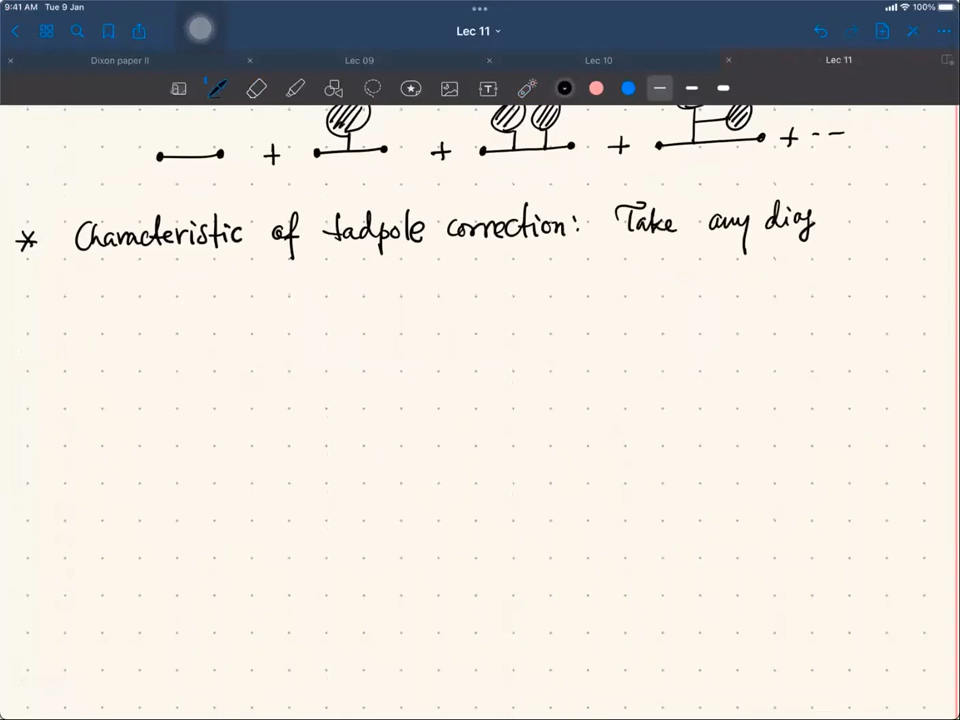 9:41 AM Tue 9 Jan
100%
Lec 11
Dixon paper II
Lec 09
Lec 10
Lec 11
+ + + + --
* Characteristic of tadpole correction: Take any diag